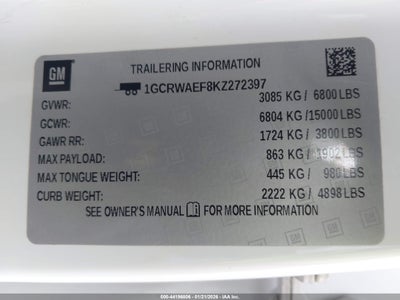 GM
TRAILERING INFORMATION
1GCRWAEF8KZ272397
GVWR: 3085 KG / 6800 LBS
GCWR: 6804 KG /15000 LBS
GAWR RR: 1724 KG / 3800 LBS
MAX PAYLOAD: 863 KG / 1902 LBS
MAX TONGUE WEIGHT: 445 KG / 980 LBS
CURB WEIGHT: 2222 KG / 4898 LBS
SEE OWNER'S MANUAL FOR MORE INFORMATION